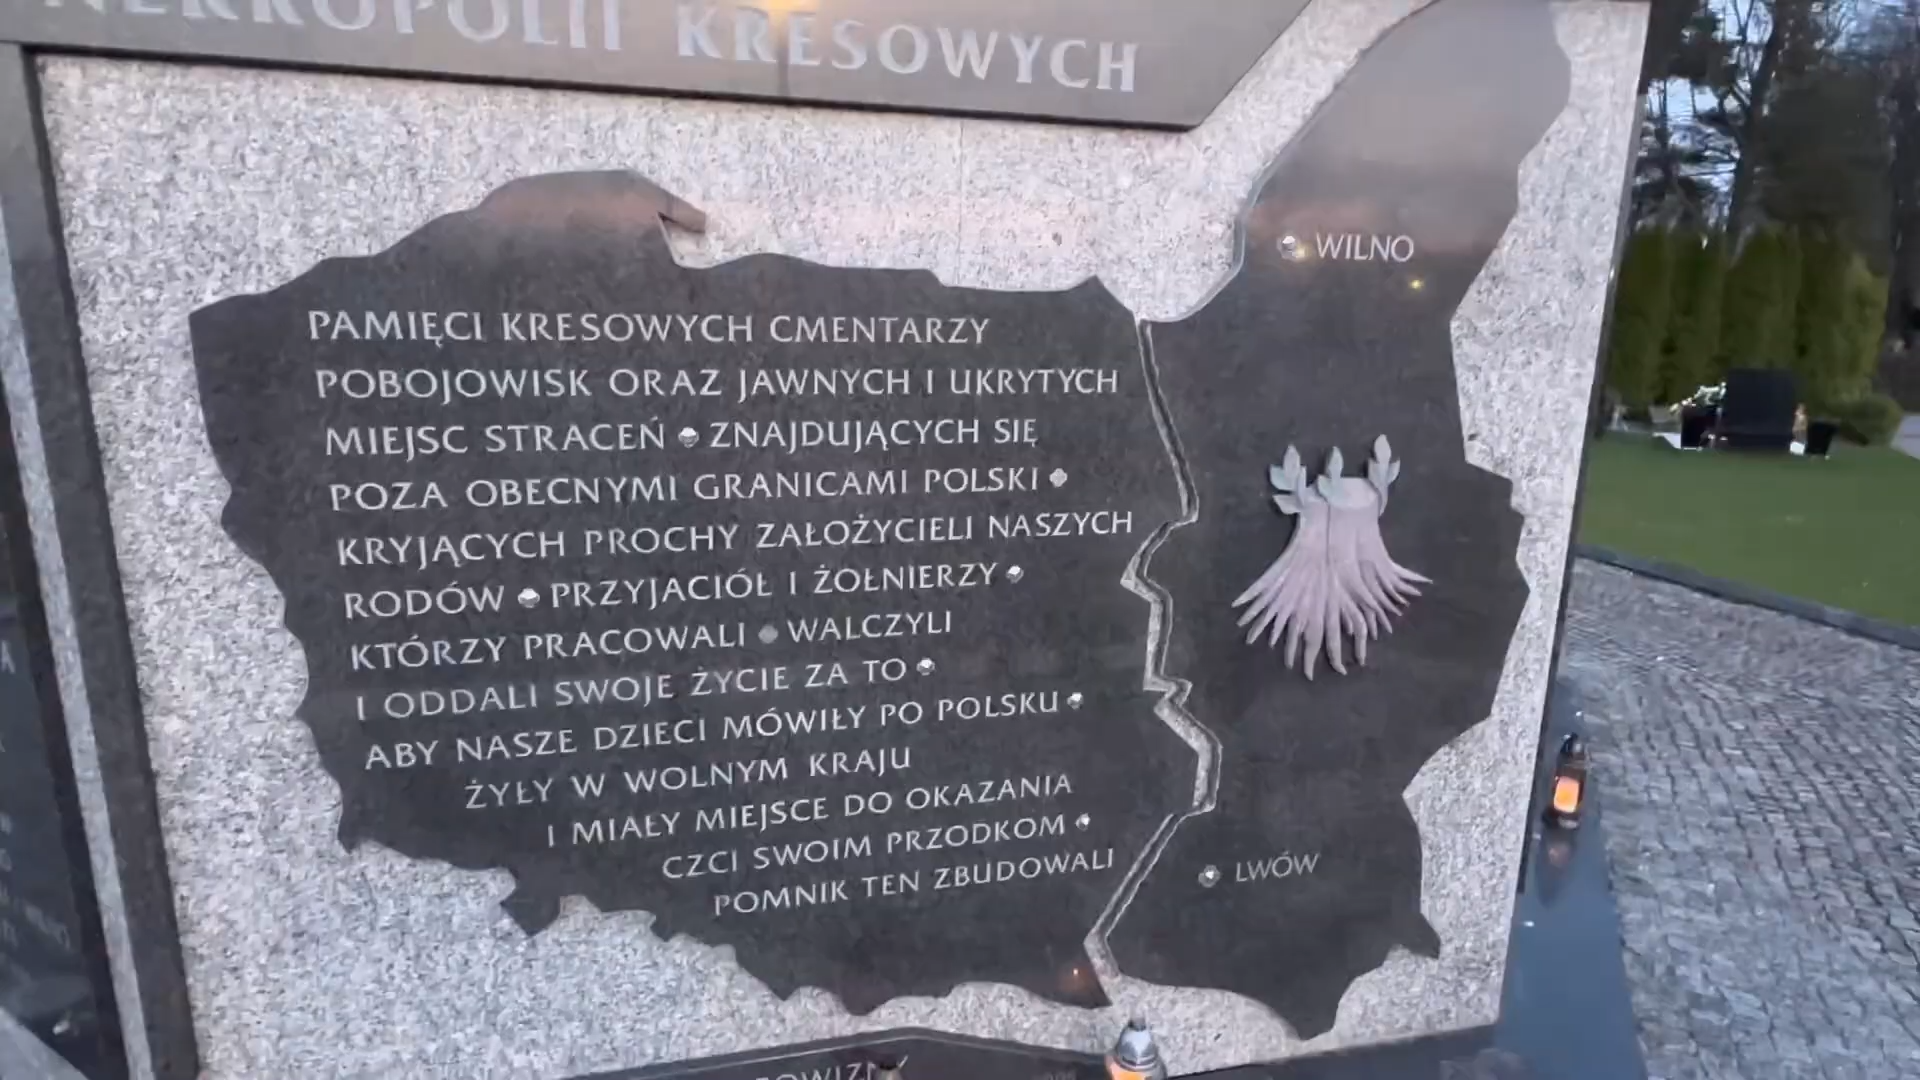 NEKROPOLII KRESOWYCH
WILNO
PAMIĘCI KRESOWYCH CMENTARZY
POBOJOWISK ORAZ JAWNYCH I UKRYTYCH
MIEJSC STRACEŃ • ZNAJDUJĄCYCH SIĘ
POZA OBECNYMI GRANICAMI POLSKI •
KRYJĄCYCH PROCHY ZAŁOŻYCIELI NASZYCH
RODÓW • PRZYJACIÓŁ I ŻOŁNIERZY •
KTÓRZY PRACOWALI • WALCZYLI
I ODDALI SWOJE ŻYCIE ZA TO •
ABY NASZE DZIECI MÓWIŁY PO POLSKU •
ŻYŁY W WOLNYM KRAJU
I MIAŁY MIEJSCE DO OKAZANIA
CZCI SWOIM PRZODKOM •
POMNIK TEN ZBUDOWALI
LWÓW